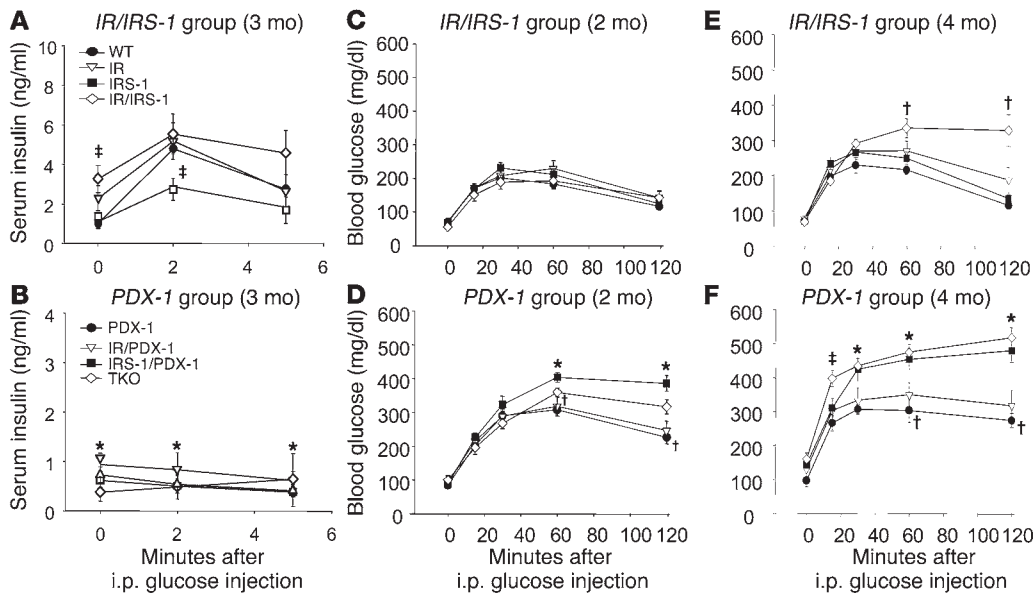 A IR/IRS-1 group (3 mo)
Serum insulin (ng/ml)
10
8
6
4
2
0
WT
IR
IRS-1
IR/IRS-1
‡
‡
0 2 4 6
B PDX-1 group (3 mo)
Serum insulin (ng/ml)
4
3
2
1
0
PDX-1
IR/PDX-1
IRS-1/PDX-1
TKO
* * *
0 2 4 6
Minutes after
i.p. glucose injection
C IR/IRS-1 group (2 mo)
Blood glucose (mg/dl)
600
500
400
300
200
100
0
0 20 40 60 80 100 120
D PDX-1 group (2 mo)
Blood glucose (mg/dl)
600
500
400
300
200
100
0
* *
†
†
0 20 40 60 80 100 120
Minutes after
i.p. glucose injection
E IR/IRS-1 group (4 mo)
600
500
400
300
200
100
0
† †
0 20 40 60 80 100 120
F PDX-1 group (4 mo)
600
500
400
300
200
100
0
‡ * * *
† †
0 20 40 60 80 100 120
Minutes after
i.p. glucose injection